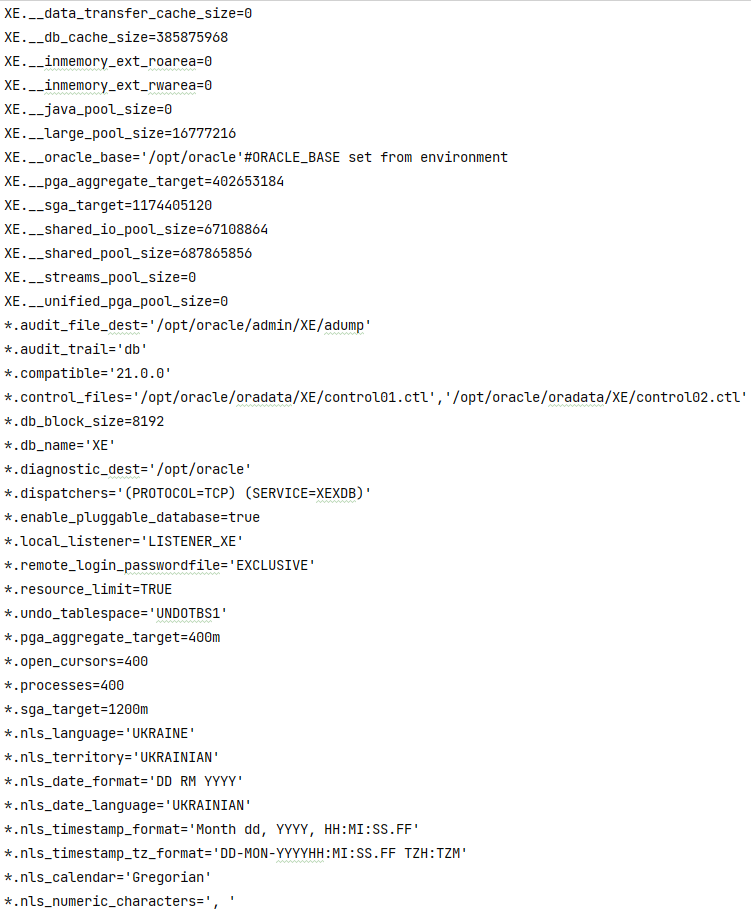 XE.__data_transfer_cache_size=0
XE.__db_cache_size=385875968
XE.__inmemory_ext_roarea=0
XE.__inmemory_ext_rwarea=0
XE.__java_pool_size=0
XE.__large_pool_size=16777216
XE.__oracle_base='/opt/oracle'#ORACLE_BASE set from environment
XE.__pga_aggregate_target=402653184
XE.__sga_target=1174405120
XE.__shared_io_pool_size=67108864
XE.__shared_pool_size=687865856
XE.__streams_pool_size=0
XE.__unified_pga_pool_size=0
*.audit_file_dest='/opt/oracle/admin/XE/adump'
*.audit_trail='db'
*.compatible='21.0.0'
*.control_files='/opt/oracle/oradata/XE/control01.ctl','/opt/oracle/oradata/XE/control02.ctl'
*.db_block_size=8192
*.db_name='XE'
*.diagnostic_dest='/opt/oracle'
*.dispatchers='(PROTOCOL=TCP) (SERVICE=XEXDB)'
*.enable_pluggable_database=true
*.local_listener='LISTENER_XE'
*.remote_login_passwordfile='EXCLUSIVE'
*.resource_limit=TRUE
*.undo_tablespace='UNDOTBS1'
*.pga_aggregate_target=400m
*.open_cursors=400
*.processes=400
*.sga_target=1200m
*.nls_language='UKRAINE'
*.nls_territory='UKRAINIAN'
*.nls_date_format='DD RM YYYY'
*.nls_date_language='UKRAINIAN'
*.nls_timestamp_format='Month dd, YYYY, HH:MI:SS.FF'
*.nls_timestamp_tz_format='DD-MON-YYYYHH:MI:SS.FF TZH:TZM'
*.nls_calendar='Gregorian'
*.nls_numeric_characters=', '